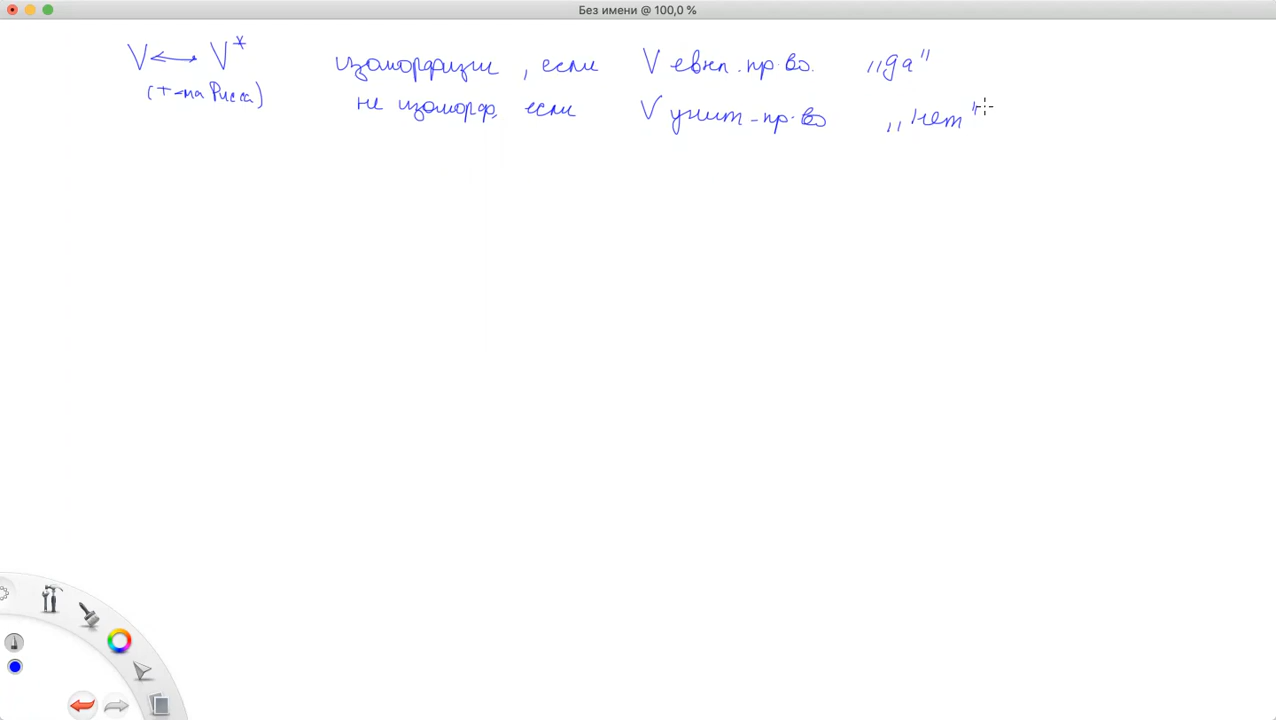 Без имени @ 100,0 %
V ⟷ V* изоморфизм , если V евкл. пр-во. „да"
(т-ма Рисса)
не изоморф. если V унит-пр-во „нет"